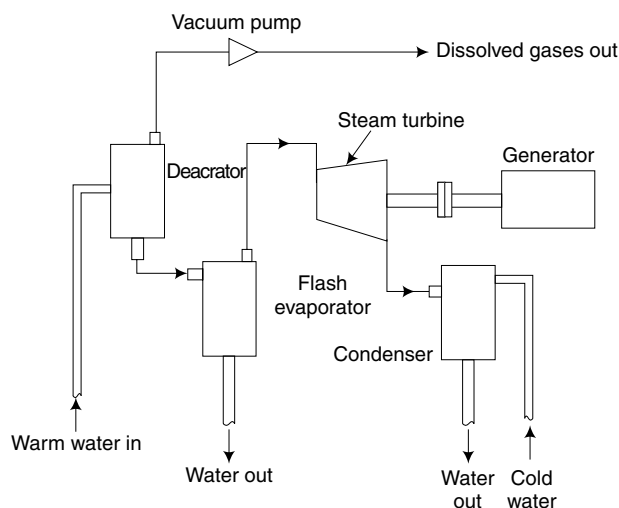 Vacuum pump
Dissolved gases out
Steam turbine
Generator
Deacrator
Flash
evaporator
Condenser
Warm water in
Water out
Water
out
Cold
water